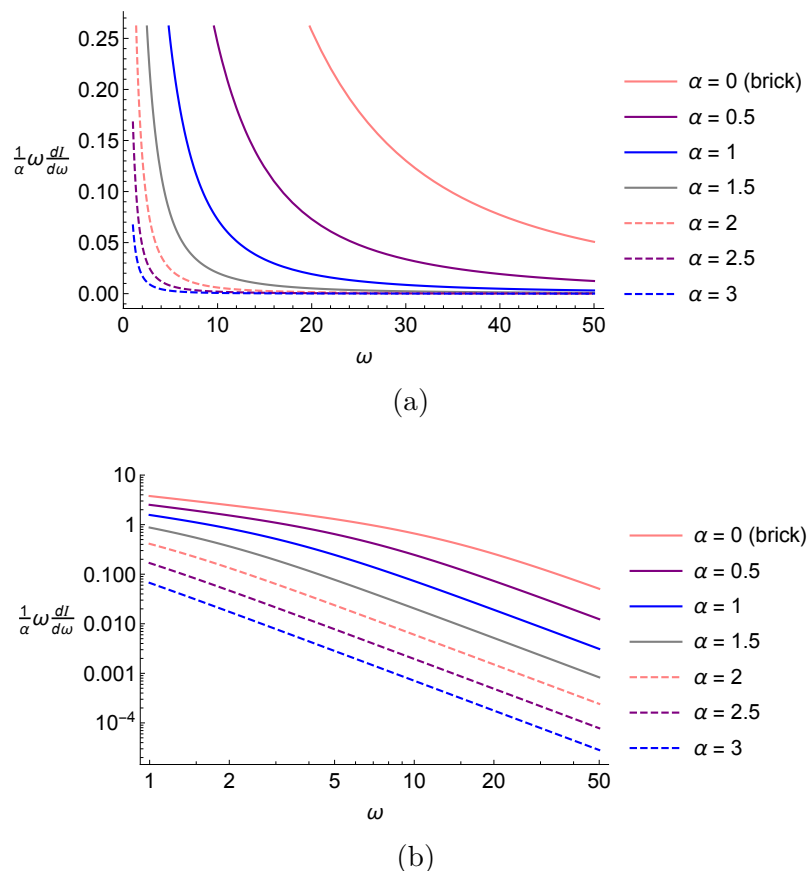 0.25
0.20
0.15
0.10
0.05
0.00
1/α ω dI/dω
0 10 20 30 40 50
ω
α = 0 (brick)
α = 0.5
α = 1
α = 1.5
α = 2
α = 2.5
α = 3
(a)
10
1
0.100
0.010
0.001
10⁻⁴
1/α ω dI/dω
1 2 5 10 20 50
ω
α = 0 (brick)
α = 0.5
α = 1
α = 1.5
α = 2
α = 2.5
α = 3
(b)